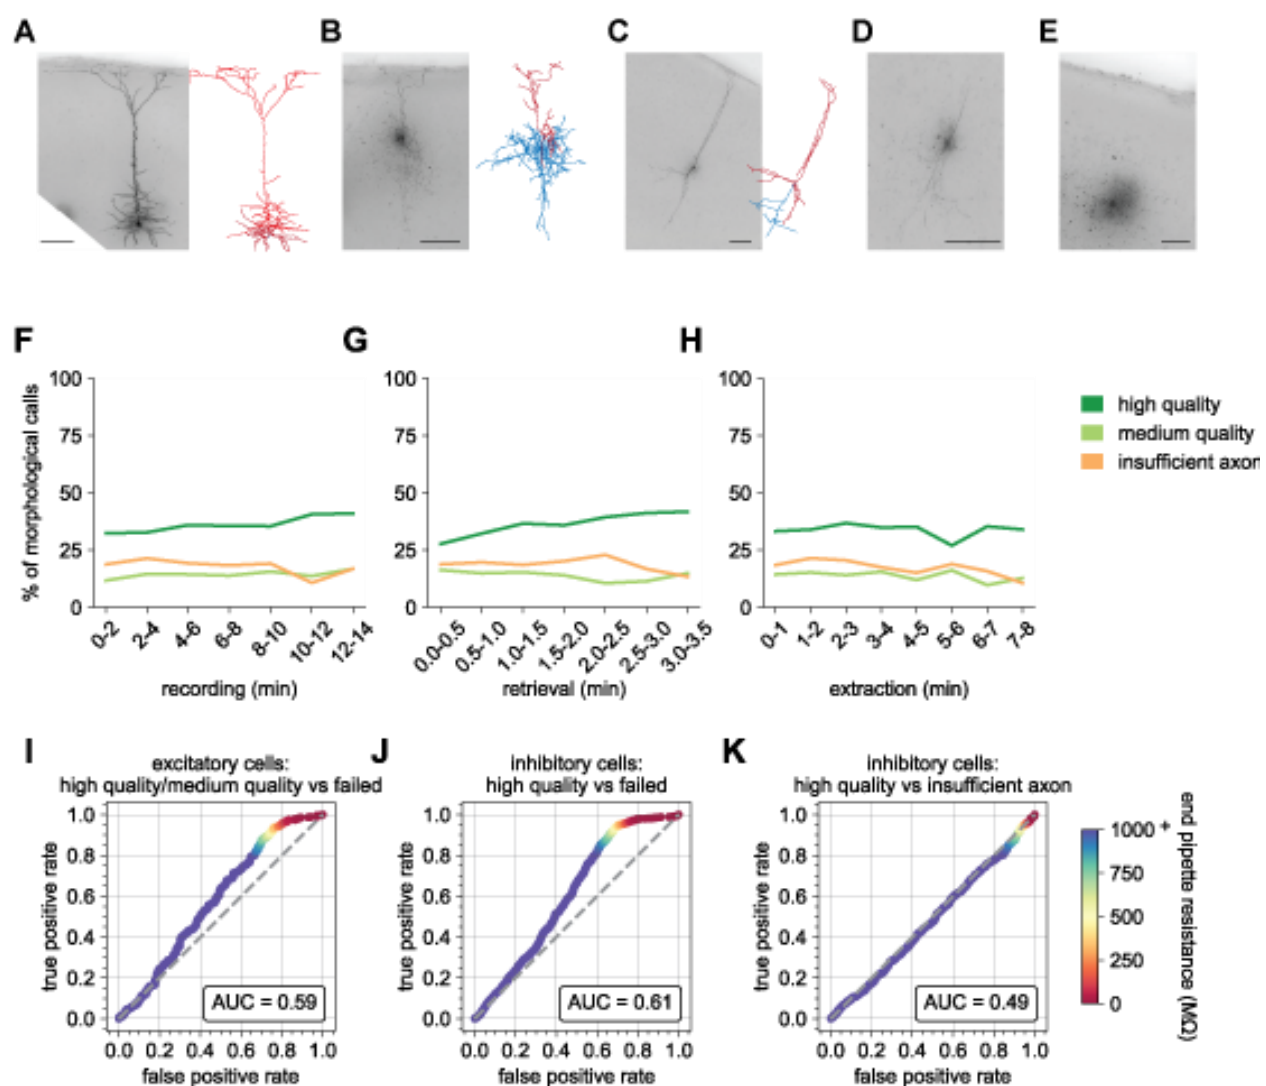 A B C D E
F G H
% of morphological calls
100
75
50
25
0
0-2 2-4 4-6 6-8 8-10 10-12 12-14
recording (min)
100
75
50
25
0
0.0-0.5 0.5-1.0 1.0-1.5 1.5-2.0 2.0-2.5 2.5-3.0 3.0-3.5
retrieval (min)
100
75
50
25
0
0-1 1-2 2-3 3-4 4-5 5-6 6-7 7-8
extraction (min)
high quality
medium quality
insufficient axon
I
excitatory cells:
high quality/medium quality vs failed
true positive rate
1.0
0.8
0.6
0.4
0.2
0.0
AUC = 0.59
0.0 0.2 0.4 0.6 0.8 1.0
false positive rate
J
inhibitory cells:
high quality vs failed
true positive rate
1.0
0.8
0.6
0.4
0.2
0.0
AUC = 0.61
0.0 0.2 0.4 0.6 0.8 1.0
false positive rate
K
inhibitory cells:
high quality vs insufficient axon
true positive rate
1.0
0.8
0.6
0.4
0.2
0.0
AUC = 0.49
0.0 0.2 0.4 0.6 0.8 1.0
false positive rate
1000 +
750
500
250
0
end pipette resistance (MΩ)